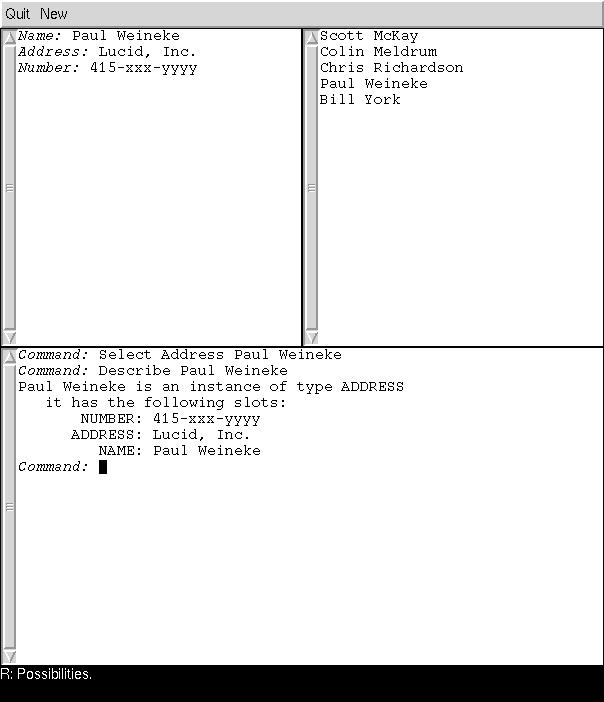 Quit New
Name: Paul Weineke
Address: Lucid, Inc.
Number: 415-xxx-yyyy
Scott McKay
Colin Meldrum
Chris Richardson
Paul Weineke
Bill York
Command: Select Address Paul Weineke
Command: Describe Paul Weineke
Paul Weineke is an instance of type ADDRESS
it has the following slots:
NUMBER: 415-xxx-yyyy
ADDRESS: Lucid, Inc.
NAME: Paul Weineke
Command:
R: Possibilities.